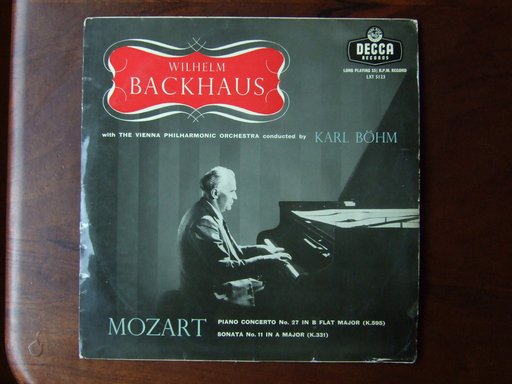 WILHELM
BACKHAUS
with THE VIENNA PHILHARMONIC ORCHESTRA conducted by KARL BÖHM
DECCA
RECORDS
LONG PLAYING 33⅓ R.P.M. RECORD
LXT 5123
MOZART
PIANO CONCERTO No. 27 IN B FLAT MAJOR (K.595)
SONATA No. 11 IN A MAJOR (K.331)